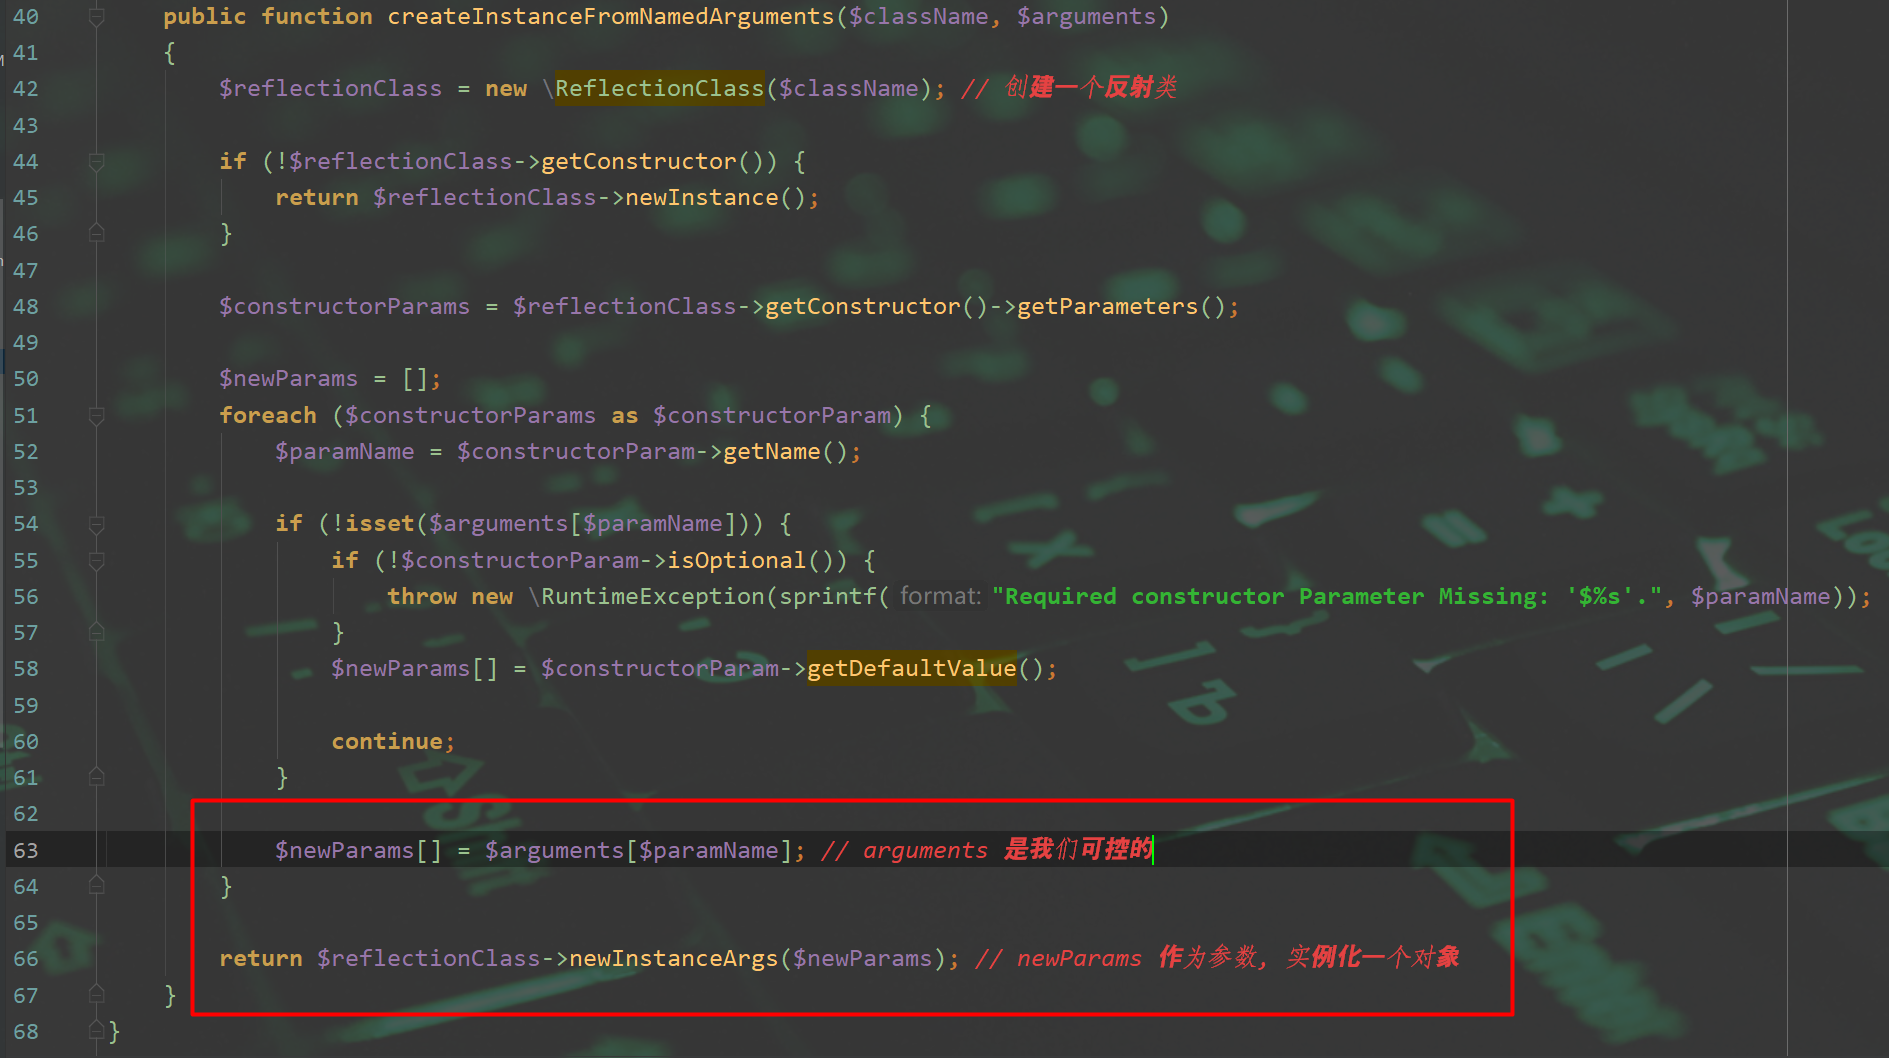 40 public function createInstanceFromNamedArguments($className, $arguments)
41 {
42 $reflectionClass = new \ReflectionClass($className); // 创建一个反射类
43
44 if (!$reflectionClass->getConstructor()) {
45 return $reflectionClass->newInstance();
46 }
47
48 $constructorParams = $reflectionClass->getConstructor()->getParameters();
49
50 $newParams = [];
51 foreach ($constructorParams as $constructorParam) {
52 $paramName = $constructorParam->getName();
53
54 if (!isset($arguments[$paramName])) {
55 if (!$constructorParam->isOptional()) {
56 throw new \RuntimeException(sprintf( format: "Required constructor Parameter Missing: '$%s'.", $paramName));
57 }
58 $newParams[] = $constructorParam->getDefaultValue();
59
60 continue;
61 }
62
63 $newParams[] = $arguments[$paramName]; // arguments 是我们可控的
64 }
65
66 return $reflectionClass->newInstanceArgs($newParams); // newParams 作为参数, 实例化一个对象
67 }
68 }